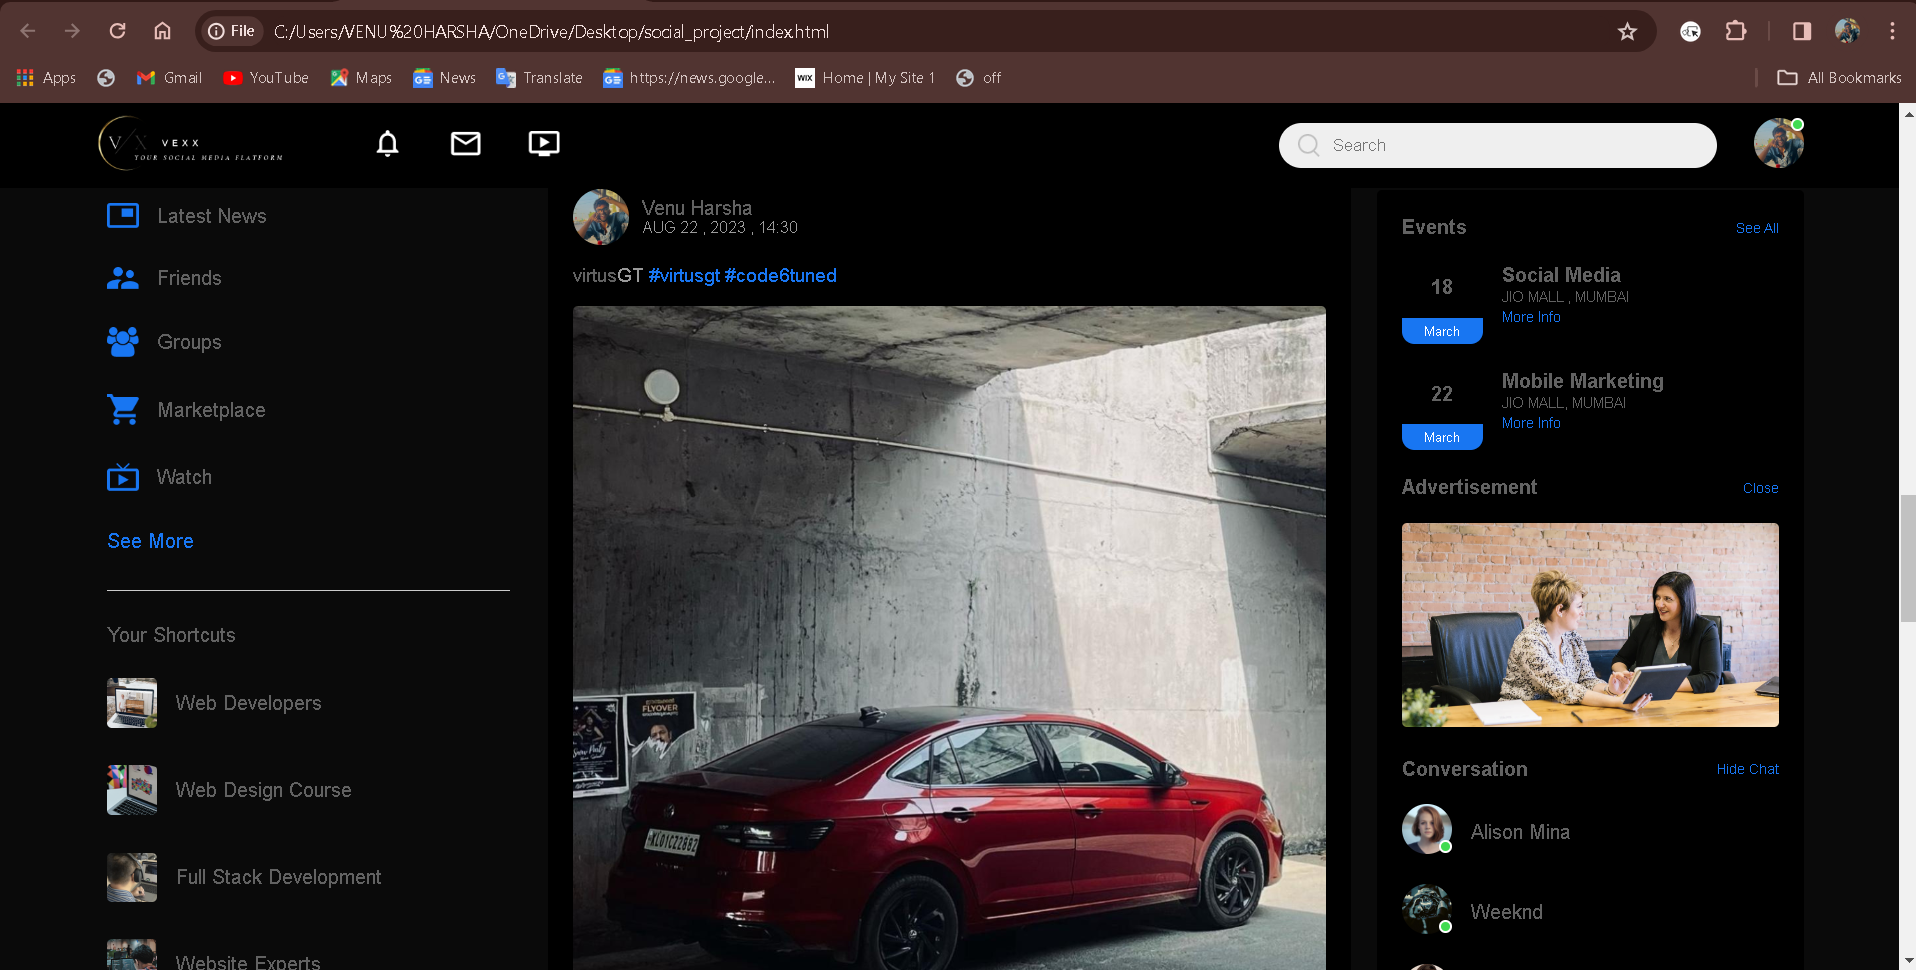 File C:/Users/VENU%20HARSHA/OneDrive/Desktop/social_project/index.html
Apps Gmail YouTube Maps News Translate https://news.google... WIX Home | My Site 1 off All Bookmarks
VX VEXX
YOUR SOCIAL MEDIA FLATFORM
Search
Latest News
Friends
Groups
Marketplace
Watch
See More
Your Shortcuts
Web Developers
Web Design Course
Full Stack Development
Website Experts
Venu Harsha
AUG 22 , 2023 , 14:30
virtusGT #virtusgt #code6tuned
FLYOVER
KL01CZ2892
Events See All
18
March
Social Media
JIO MALL , MUMBAI
More Info
22
March
Mobile Marketing
JIO MALL, MUMBAI
More Info
Advertisement Close
Conversation Hide Chat
Alison Mina
Weeknd